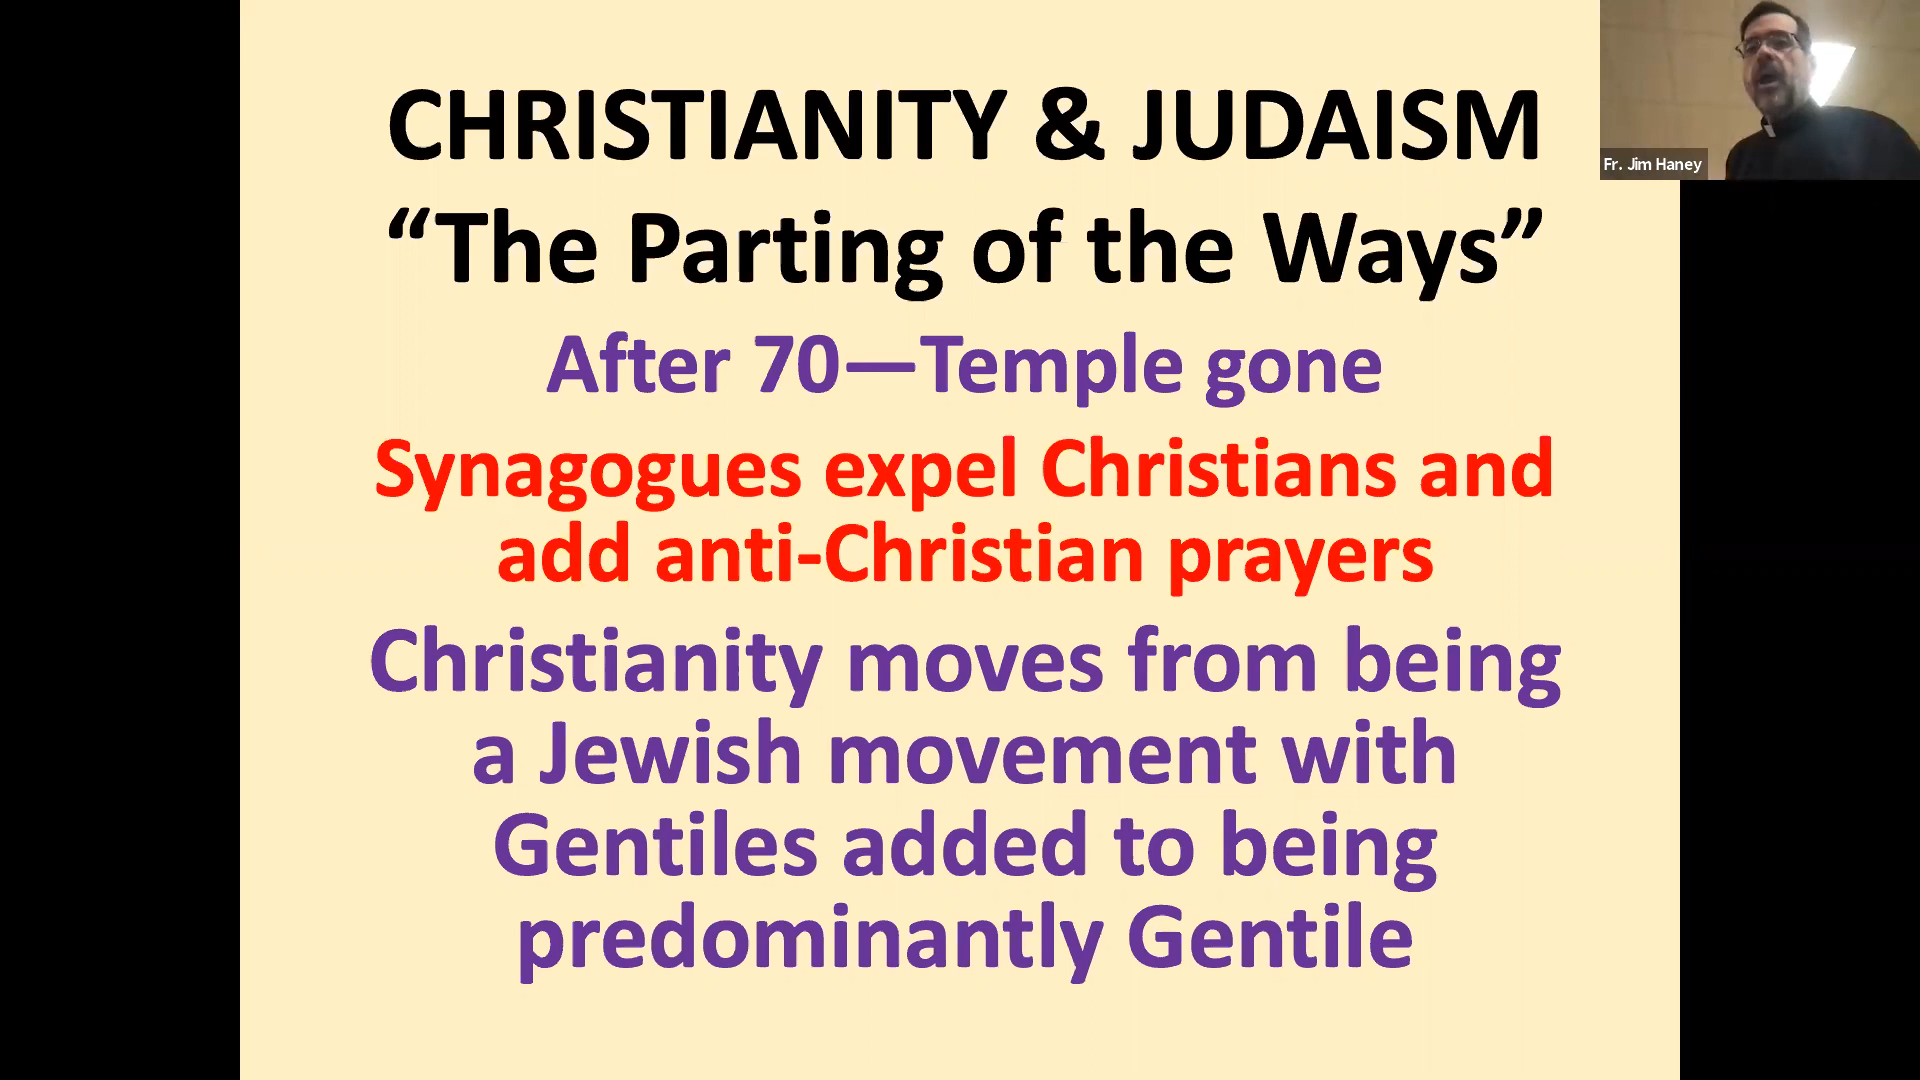 CHRISTIANITY & JUDAISM
“The Parting of the Ways”
After 70—Temple gone
Synagogues expel Christians and
add anti-Christian prayers
Christianity moves from being
a Jewish movement with
Gentiles added to being
predominantly Gentile
Fr. Jim Haney